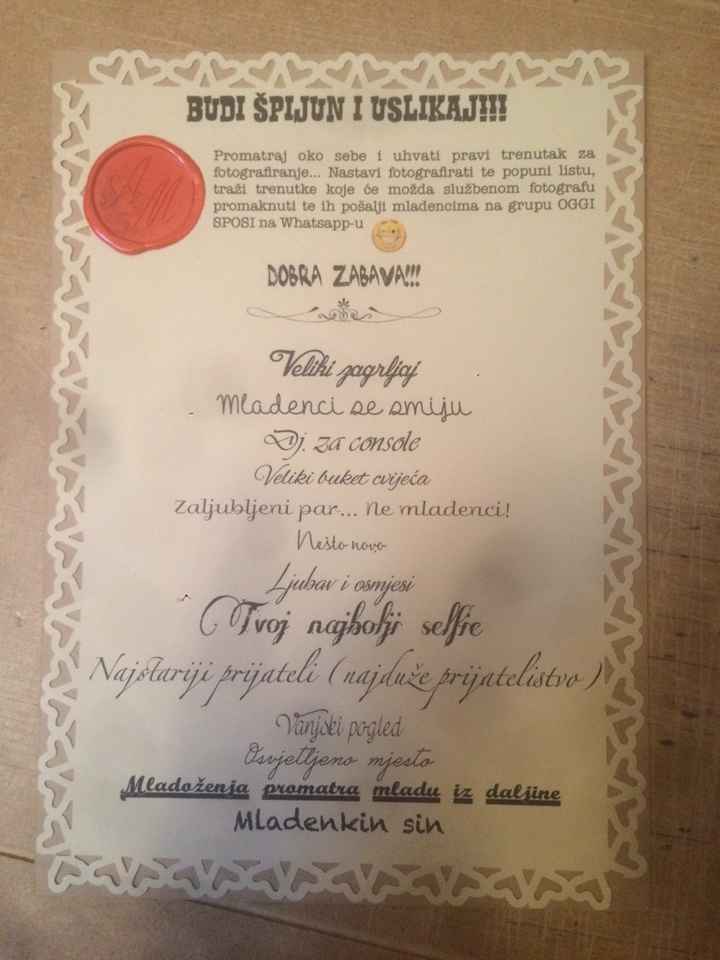 BUDI ŠPIJUN I USLIKAJ!!!
Promatraj oko sebe i uhvati pravi trenutak za
fotografiranje... Nastavi fotografirati te popuni listu,
traži trenutke koje će možda službenom fotografu
promaknuti te ih pošalji mladencima na grupu OGGI
SPOSI na Whatsapp-u
DOBRA ZABAVA!!!
Veliki zagrljaj
Mladenci se smiju
Dj. za console
Veliki buket cvijeća
Zaljubljeni par... Ne mladenci!
Nešto novo
Ljubav i osmjesi
Tvoj najbolji selfie
Najstariji prijateli (najduže prijatelistvo)
Vanjski pogled
Osvjetljeno mjesto
Mladoženja promatra mladu iz daljine
Mladenkin sin